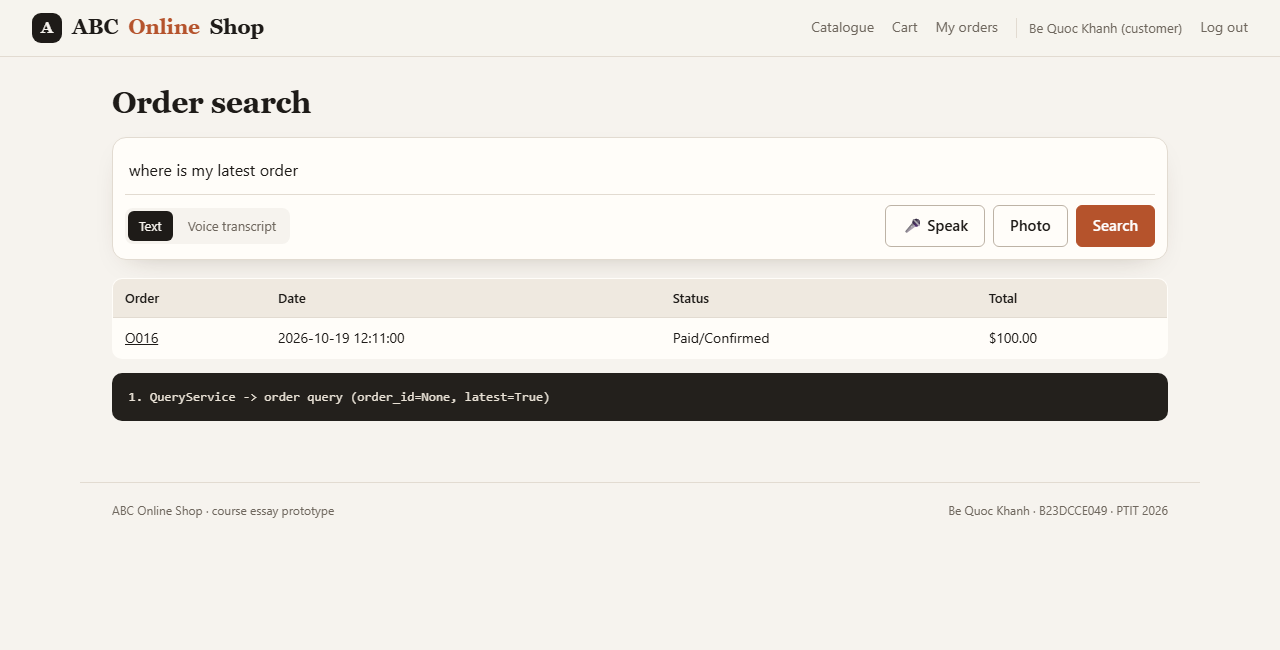 A ABC Online Shop Catalogue Cart My orders Be Quoc Khanh (customer) Log out
Order search
where is my latest order
Text Voice transcript Speak Photo Search
Order Date Status Total
O016 2026-10-19 12:11:00 Paid/Confirmed $100.00
1. QueryService -> order query (order_id=None, latest=True)
ABC Online Shop · course essay prototype Be Quoc Khanh · B23DCCE049 · PTIT 2026